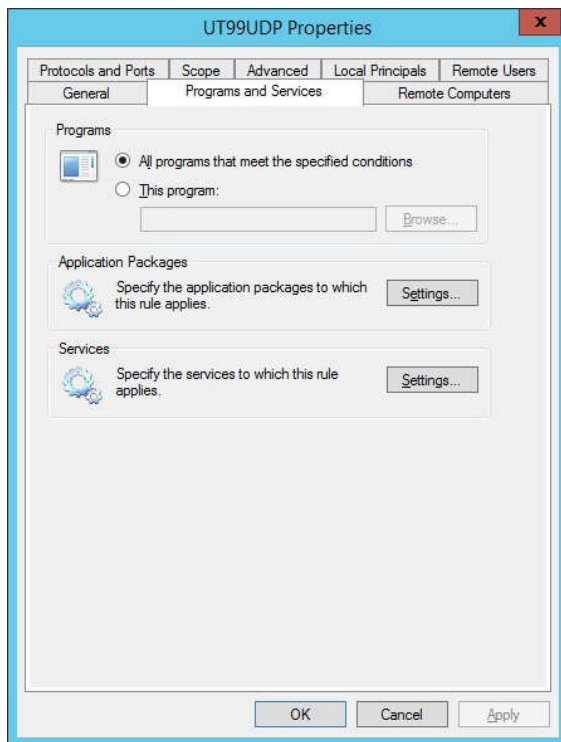 UT99UDP Properties
x
Protocols and Ports
Scope
Advanced
Local Principals
Remote Users
General
Programs and Services
Remote Computers
Programs
All programs that meet the specified conditions
This program:
Browse...
Application Packages
Specify the application packages to which
this rule applies.
Settings...
Services
Specify the services to which this rule
applies.
Settings...
OK
Cancel
Apply